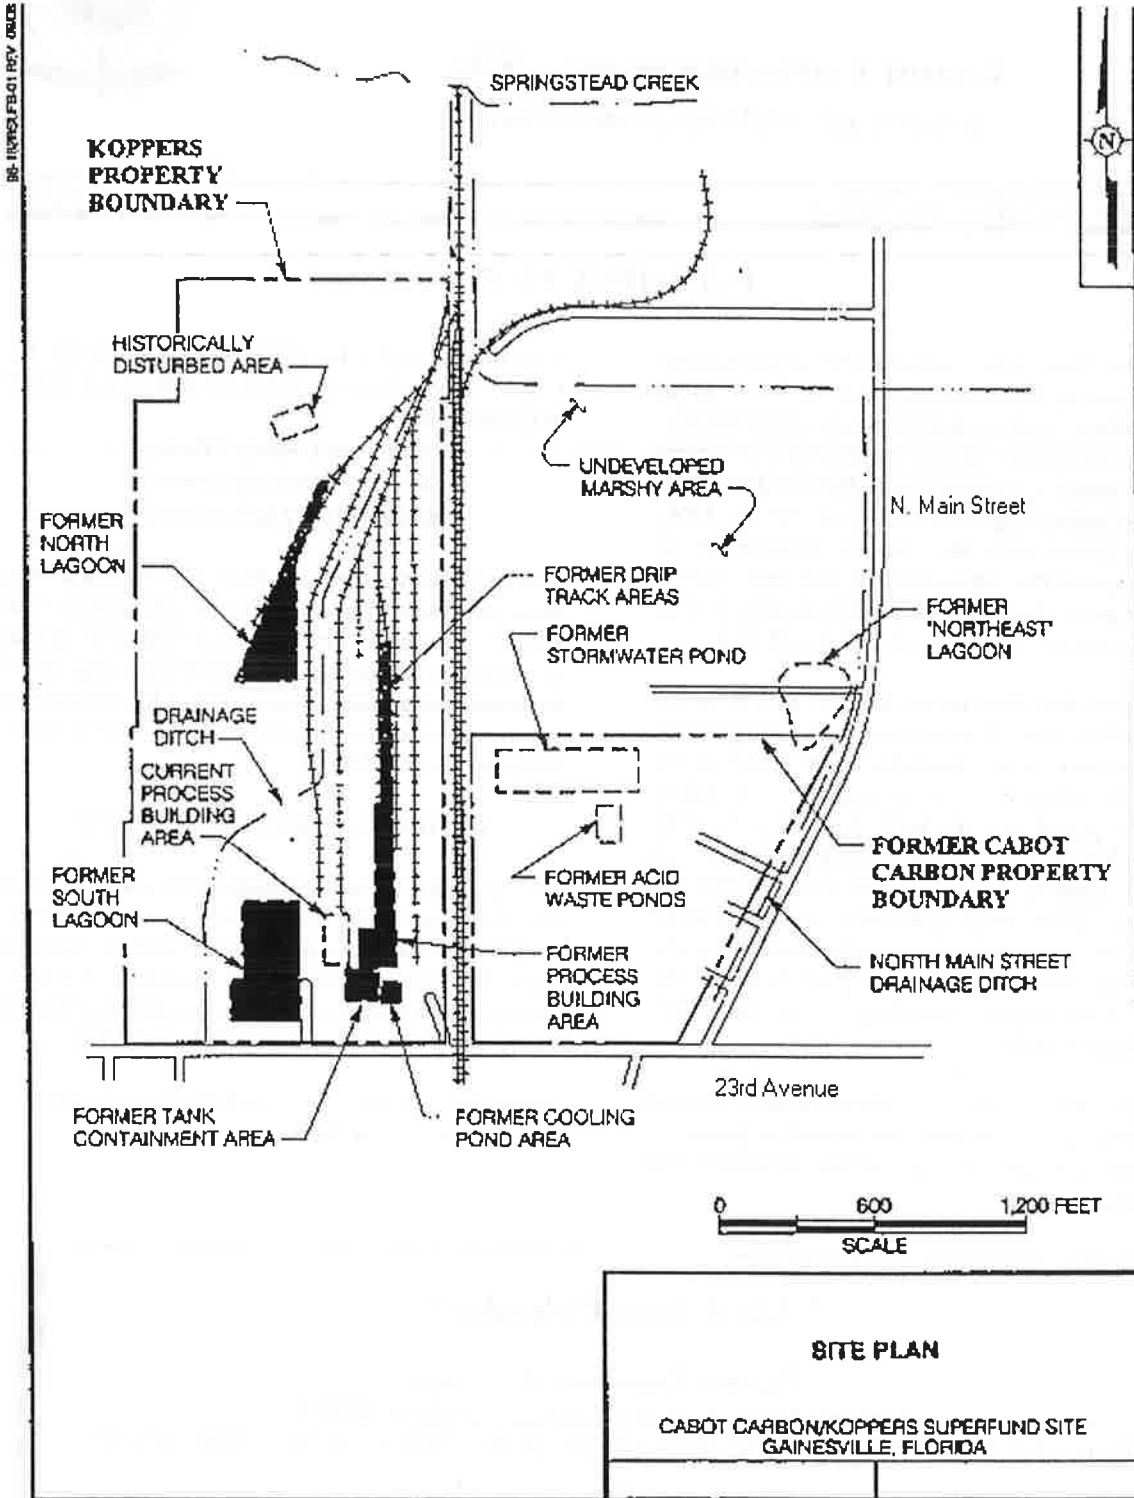 SPRINGSTEAD CREEK
KOPPERS
PROPERTY
BOUNDARY
N
HISTORICALLY
DISTURBED AREA
UNDEVELOPED
MARSHY AREA
N. Main Street
FORMER
NORTH
LAGOON
FORMER DRIP
TRACK AREAS
FORMER
STORMWATER POND
FORMER
'NORTHEAST'
LAGOON
DRAINAGE
DITCH
CURRENT
PROCESS
BUILDING
AREA
FORMER
SOUTH
LAGOON
FORMER ACID
WASTE PONDS
FORMER CABOT
CARBON PROPERTY
BOUNDARY
FORMER
PROCESS
BUILDING
AREA
NORTH MAIN STREET
DRAINAGE DITCH
23rd Avenue
FORMER TANK
CONTAINMENT AREA
FORMER COOLING
POND AREA
0 600 1,200 FEET
SCALE
SITE PLAN
CABOT CARBON/KOPPERS SUPERFUND SITE
GAINESVILLE, FLORIDA